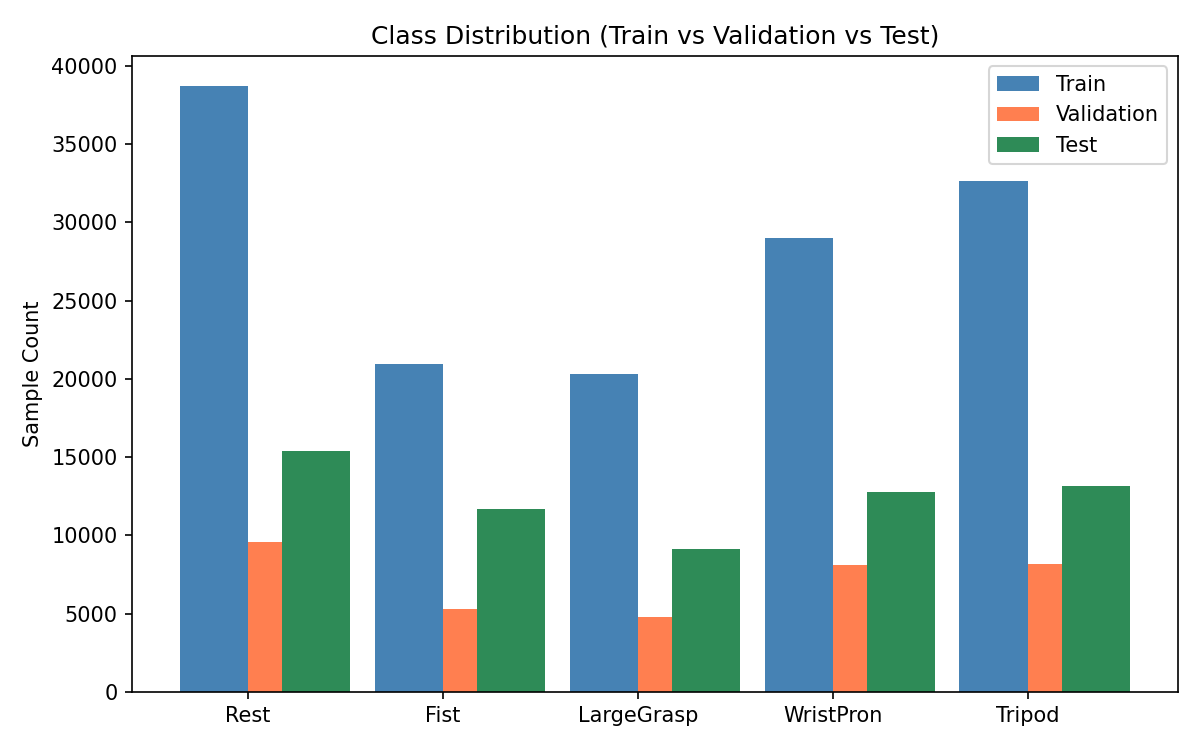 Class Distribution (Train vs Validation vs Test)
Train
Validation
Test
Sample Count
40000
35000
30000
25000
20000
15000
10000
5000
0
Rest
Fist
LargeGrasp
WristPron
Tripod